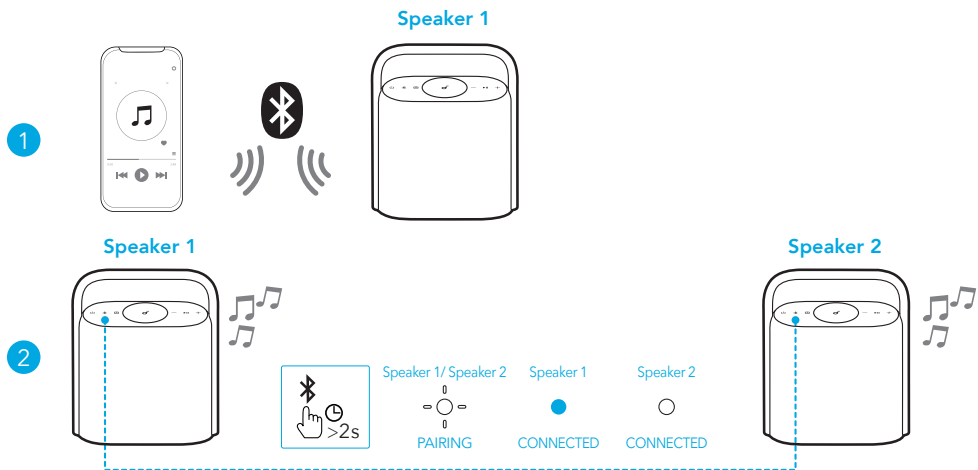 Speaker 1
1
Speaker 1
Speaker 2
2
>2s
Speaker 1/ Speaker 2
Speaker 1
Speaker 2
PAIRING
CONNECTED
CONNECTED